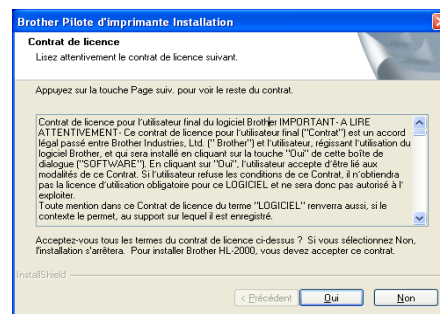 Brother Pilote d'imprimante Installation
Contrat de licence
Lisez attentivement le contrat de licence suivant.
Appuyez sur la touche Page suiv. pour voir le reste du contrat.
Contrat de licence pour l'utilisateur final du logiciel Brother IMPORTANT- A LIRE
ATTENTIVEMENT- Ce contrat de licence pour l'utilisateur final ("Contrat") est un accord
légal passé entre Brother Industries, Ltd. (" Brother") et l'utilisateur, régissant l'utilisation du
logiciel Brother, et qui sera installé en cliquant sur la touche "Oui" de cette boîte de
dialogue ("SOFTWARE"). En cliquant sur "Oui", l'utilisateur accepte d'être lié aux
modalités de ce Contrat. Si l'utilisateur refuse les conditions de ce Contrat, il n'obtiendra
pas la licence d'utilisation obligatoire pour ce LOGICIEL et ne sera donc pas autorisé à l'
exploiter.
Toute mention dans ce Contrat de licence du terme "LOGICIEL" renverra aussi, si le
contexte le permet, au support sur lequel il est enregistré.
Acceptez-vous tous les termes du contrat de licence ci-dessus ? Si vous sélectionnez Non,
l'installation s'arrêtera. Pour installer Brother HL-2000, vous devez accepter ce contrat.
InstallShield
< Précédent Oui Non